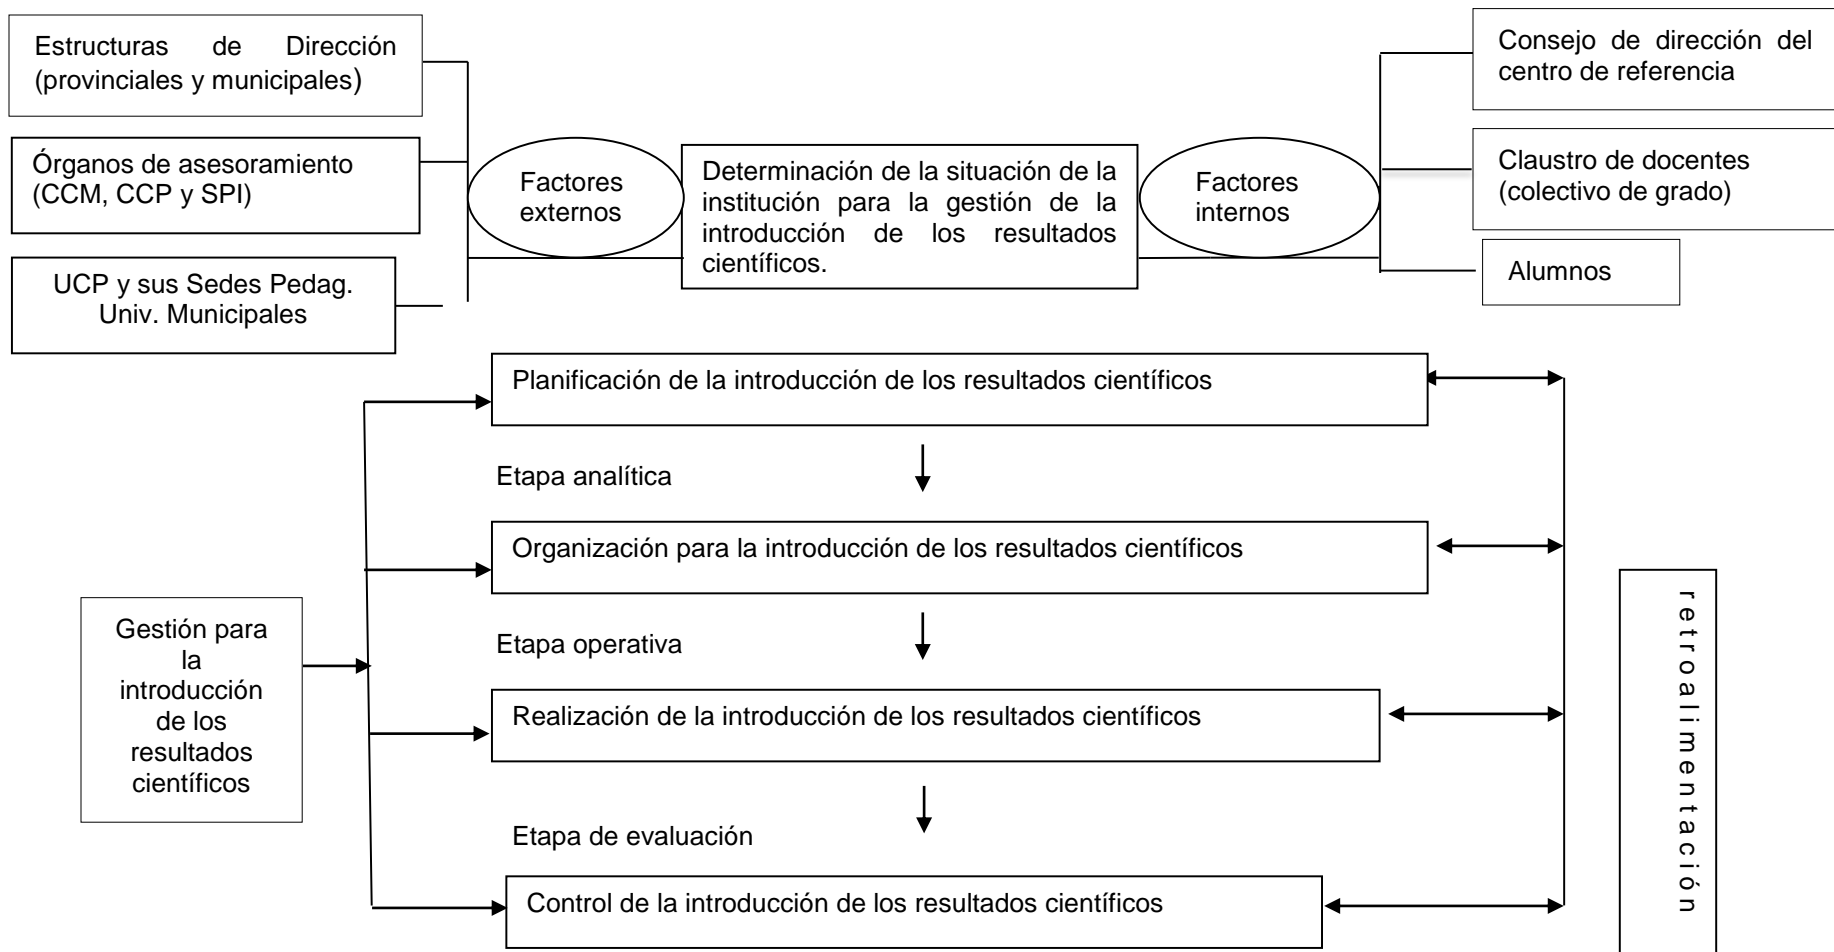 Estructuras de Dirección
(provinciales y municipales)
Órganos de asesoramiento
(CCM, CCP y SPI)
UCP y sus Sedes Pedag.
Univ. Municipales
Factores
externos
Determinación de la situación de la
institución para la gestión de la
introducción de los resultados
científicos.
Factores
internos
Consejo de dirección del
centro de referencia
Claustro de docentes
(colectivo de grado)
Alumnos
Planificación de la introducción de los resultados científicos
Etapa analítica
Organización para la introducción de los resultados científicos
Etapa operativa
Gestión para
la
introducción
de los
resultados
científicos
Realización de la introducción de los resultados científicos
Etapa de evaluación
Control de la introducción de los resultados científicos
retroalimentación